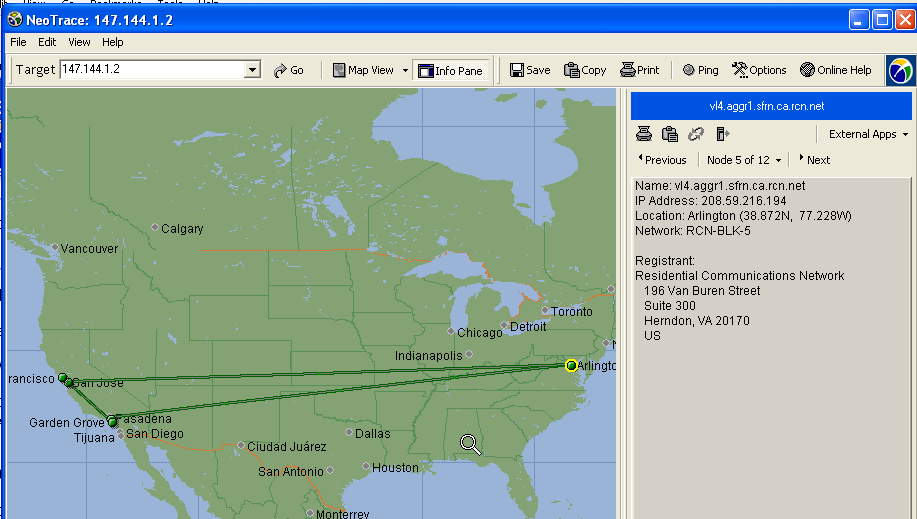 NeoTrace: 147.144.1.2
File Edit View Help
Target 147.144.1.2 Go Map View Info Pane Save Copy Print Ping Options Online Help
vl4.aggr1.sfrn.ca.rcn.net
External Apps
Previous Node 5 of 12 Next
Name: vl4.aggr1.sfrn.ca.rcn.net
IP Address: 208.59.216.194
Location: Arlington (38.872N, 77.228W)
Network: RCN-BLK-5
Registrant:
Residential Communications Network
196 Van Buren Street
Suite 300
Herndon, VA 20170
US
Calgary
Vancouver
Toronto
Chicago
Detroit
Indianapolis
Arlingto
rancisco
San Jose
Pasadena
Garden Grove
San Diego
Tijuana
Dallas
Ciudad Juárez
San Antonio
Houston
Monterrey